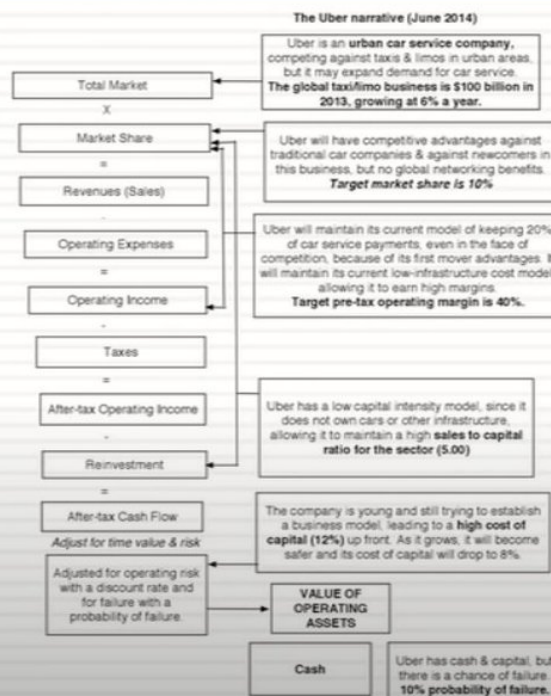 The Uber narrative (June 2014)
Uber is an urban car service company,
competing against taxis & limos in urban areas,
but it may expand demand for car service.
The global taxi/limo business is $100 billion in
2013, growing at 6% a year.
Total Market
X
Market Share
Uber will have competitive advantages against
traditional car companies & against newcomers in
this business, but no global networking benefits.
Target market share is 10%
=
Revenues (Sales)
-
Operating Expenses
Uber will maintain its current model of keeping 20%
of car service payments, even in the face of
competition, because of its first mover advantages. I
will maintain its current low-infrastructure cost model
allowing it to earn high margins.
Target pre-tax operating margin is 40%.
=
Operating Income
-
Taxes
=
After-tax Operating Income
Uber has a low capital intensity model, since it
does not own cars or other infrastructure,
allowing it to maintain a high sales to capital
ratio for the sector (5.00)
-
Reinvestment
=
After-tax Cash Flow
The company is young and still trying to establish
a business model, leading to a high cost of
capital (12%) up front. As it grows, it will become
safer and its cost of capital will drop to 8%.
Adjust for time value & risk
Adjusted for operating risk
with a discount rate and
for failure with a
probability of failure.
VALUE OF
OPERATING
ASSETS
Cash
Uber has cash & capital, but
there is a chance of failure.
10% probability of failure.